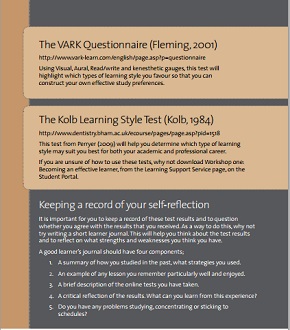 The VARK Questionnaire (Fleming, 2001)
http://www.vark-learn.com/english/page.asp?p=questionnaire
Using Visual, Aural, Read/write and kenesthetic gauges, this test will
highlight which types of learning style you favour so that you can
construct your own effective study preferences.
The Kolb Learning Style Test (Kolb, 1984)
http://www.dentistry.bham.ac.uk/ecourse/pages/page.asp?pid=1518
This test from Penyer (2009) will help you determine which type of learning
style may suit you best for both your academic and professional career.
If you are unsure of how to use these tests, why not download Workshop one:
Becoming an effective learner, from the Learning Support Service page, on the
Student Portal.
Keeping a record of your self-reflection
It is important for you to keep a record of these test results and to question
whether you agree with the results that you received. As a way to do this, why not
try writing a short learner journal. This will help you think about the test results
and to reflect on what strengths and weaknesses you think you have.
A good learner's journal should have four components;
1. A summary of how you studied in the past, what strategies you used.
2. An example of any lesson you remember particularly well and enjoyed.
3. A brief description of the online tests you have taken.
4. A critical reflection of the results. What can you learn from this experience?
5. Do you have any problems studying, concentrating or sticking to
schedules?